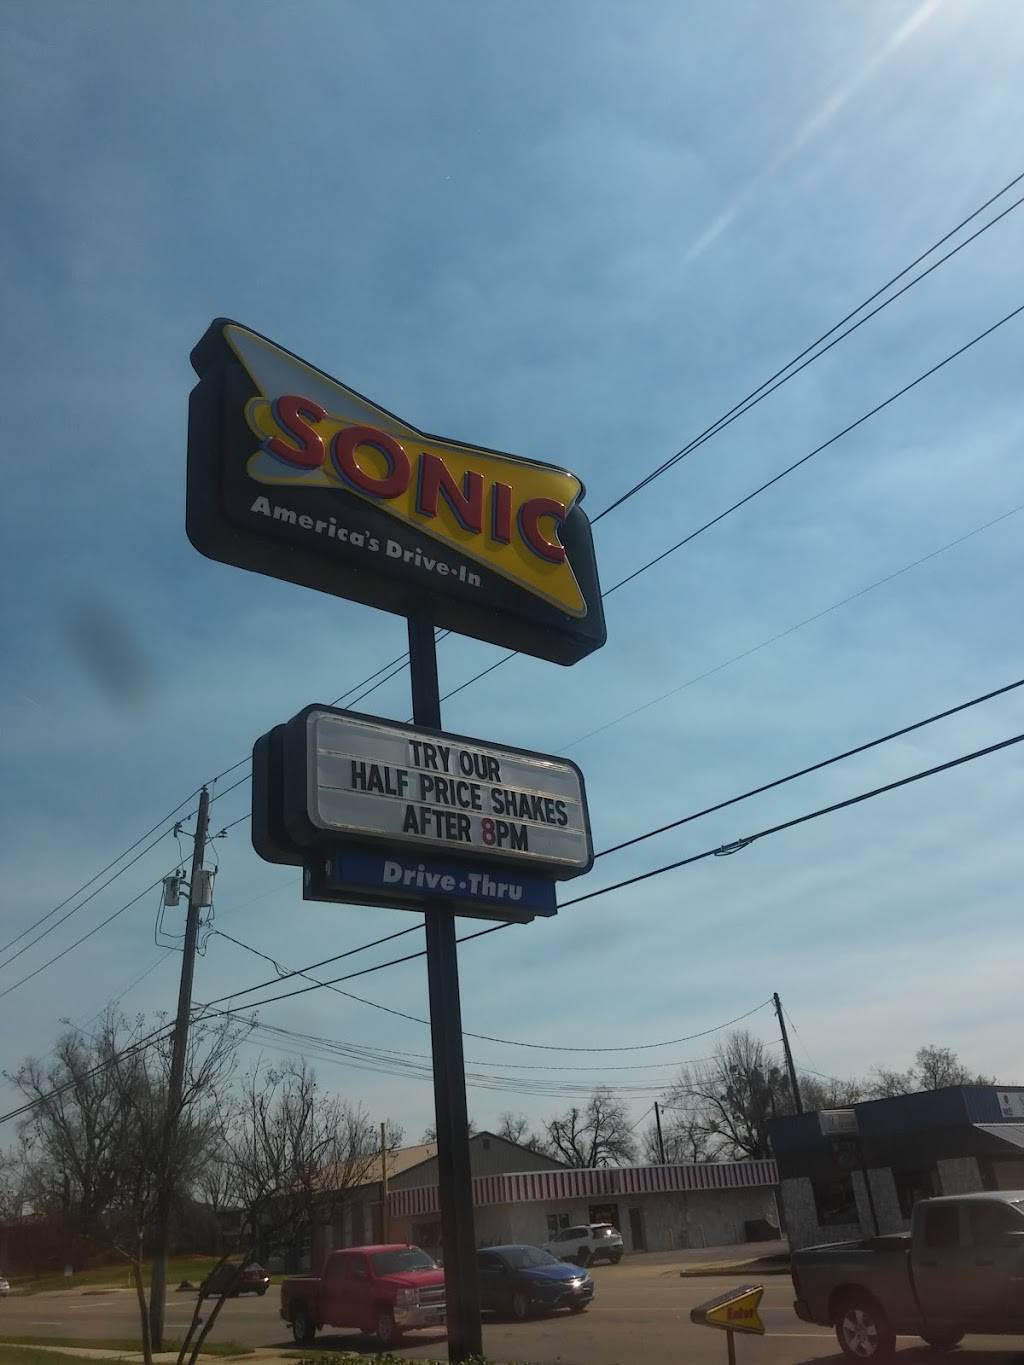 SONIC
America's Drive-In
TRY OUR
HALF PRICE SHAKES
AFTER 8PM
Drive-Thru
Enter